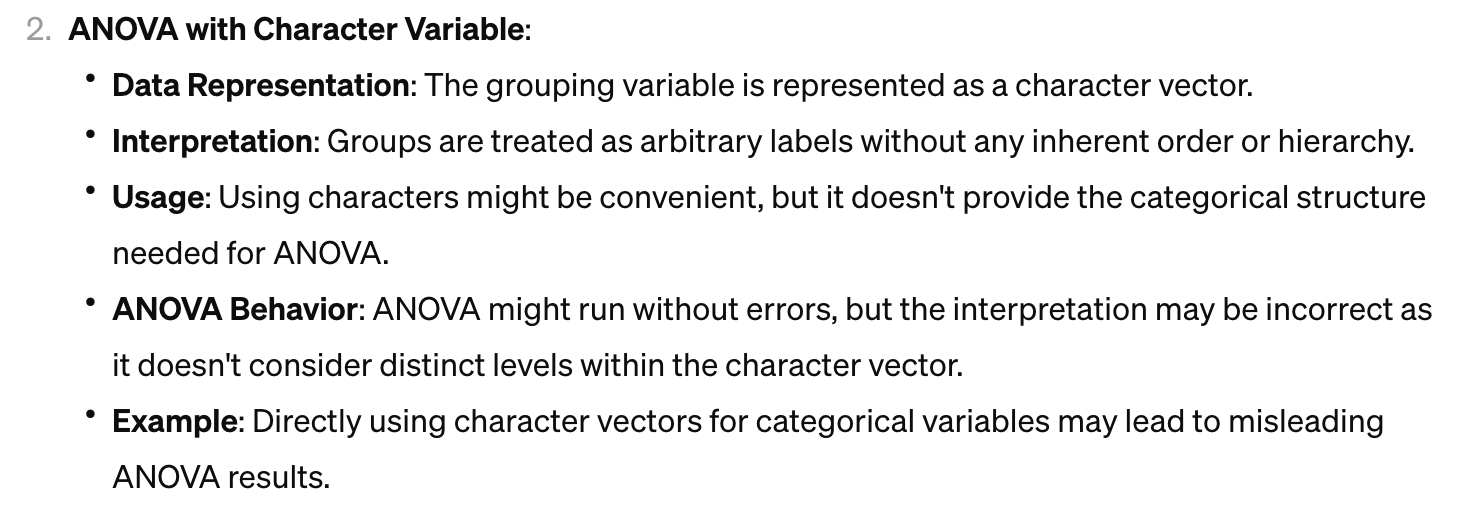 2. ANOVA with Character Variable:
• Data Representation: The grouping variable is represented as a character vector.
• Interpretation: Groups are treated as arbitrary labels without any inherent order or hierarchy.
• Usage: Using characters might be convenient, but it doesn't provide the categorical structure
needed for ANOVA.
• ANOVA Behavior: ANOVA might run without errors, but the interpretation may be incorrect as
it doesn't consider distinct levels within the character vector.
• Example: Directly using character vectors for categorical variables may lead to misleading
ANOVA results.